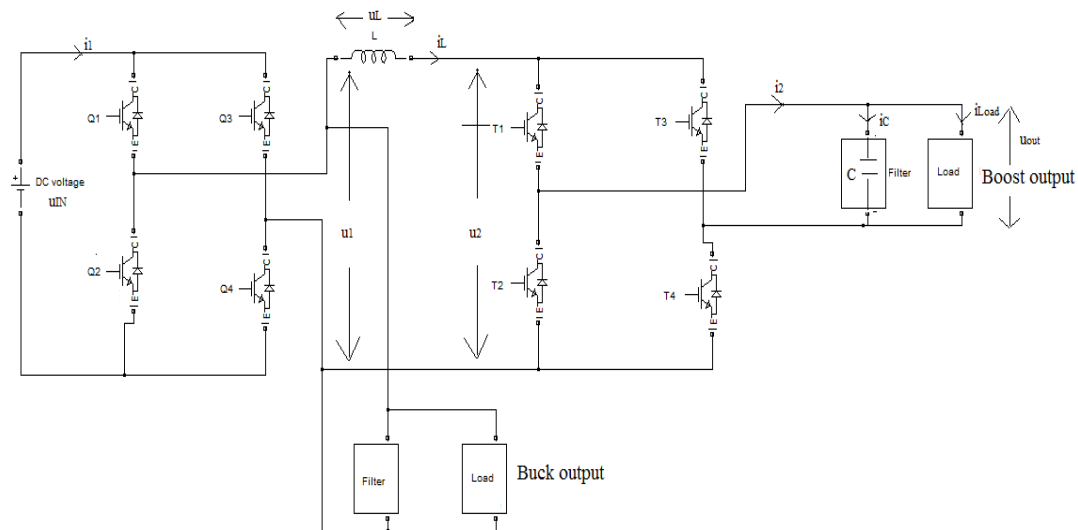 uL
L
i1
iL
C
Q1
E
C
Q3
E
C
T1
E
C
T3
E
i2
iC
iLoad
uout
C
Filter
Load
Boost output
+
DC voltage
uIN
u1
u2
C
Q2
E
C
Q4
E
C
T2
E
C
T4
E
Filter
Load
Buck output